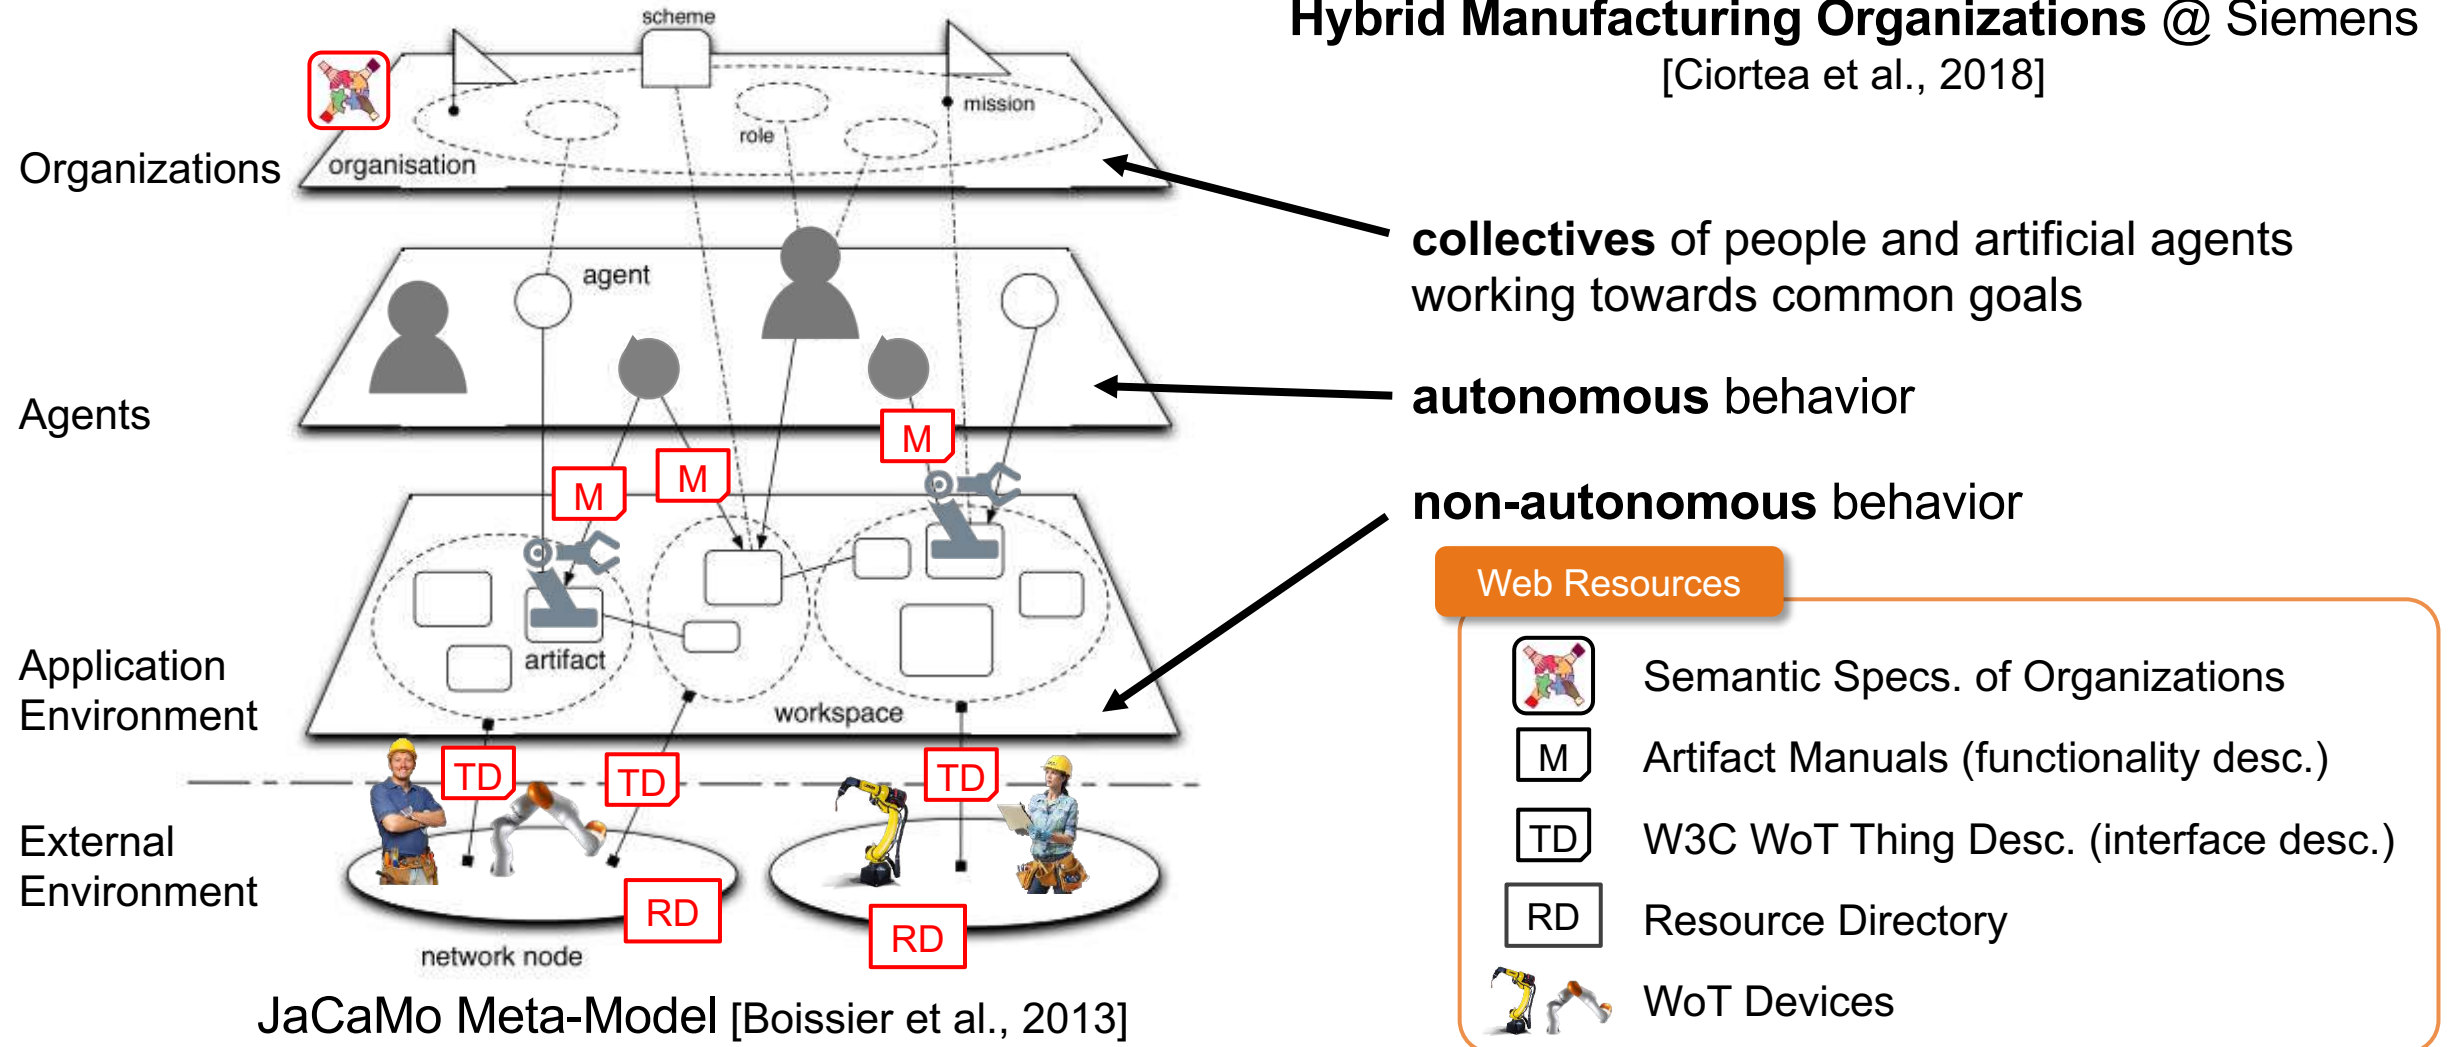 Hybrid Manufacturing Organizations @ Siemens
[Ciortea et al., 2018]
scheme
mission
role
organisation
Organizations
collectives of people and artificial agents
working towards common goals
agent
Agents
autonomous behavior
M
M
M
non-autonomous behavior
artifact
workspace
Application
Environment
TD
TD
TD
External
Environment
RD
RD
network node
JaCaMo Meta-Model [Boissier et al., 2013]
Web Resources
Semantic Specs. of Organizations
M Artifact Manuals (functionality desc.)
TD W3C WoT Thing Desc. (interface desc.)
RD Resource Directory
WoT Devices